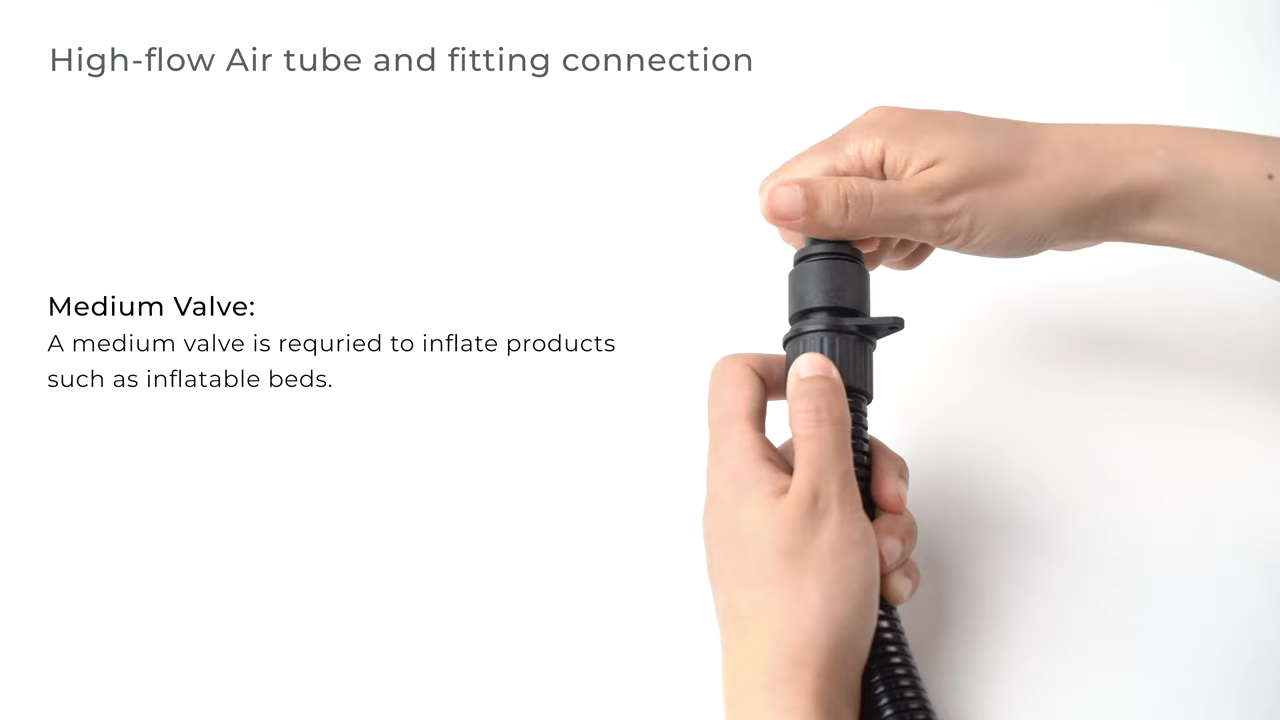 High-flow Air tube and fitting connection
Medium Valve:
A medium valve is requried to inflate products
such as inflatable beds.